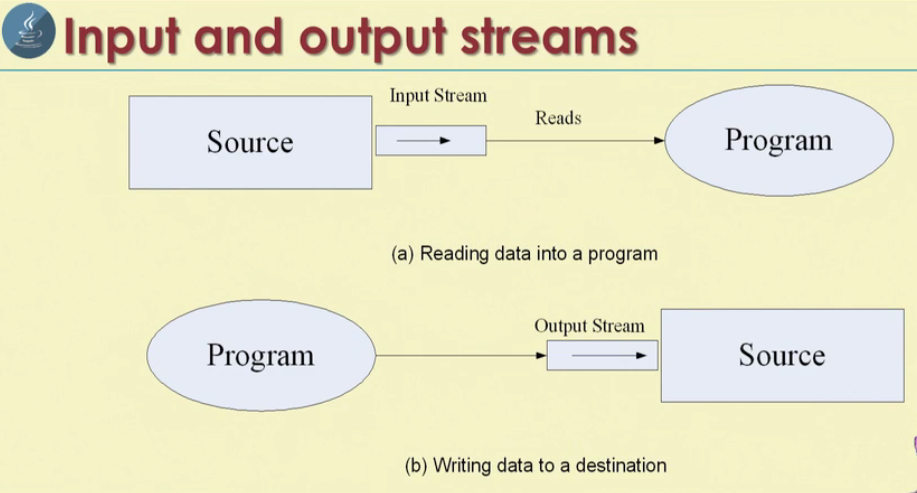 Input and output streams
Input Stream
Reads
Source
Program
(a) Reading data into a program
Output Stream
Program
Source
(b) Writing data to a destination